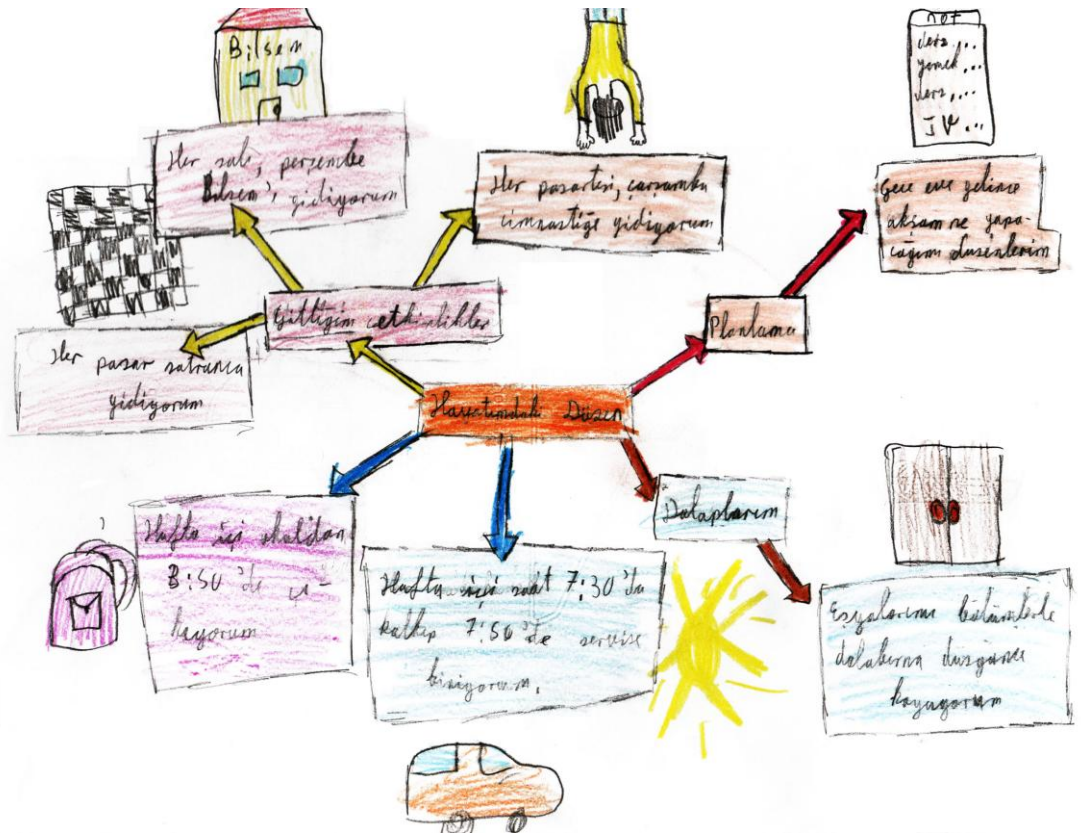 Bilsem
Her salı, perşembe
Bilsem'e gidiyorum
Her pazartesi, çarşamba
cimnastiğe gidiyorum
not
ders ...
yemek ...
ders ...
TV ...
Gece eve gelince
akşam ne yapa-
cağımı düzenlerim
Gittiğim etkinlikler
Planlama
Her pazar satranca
gidiyorum
Hayatımdaki Düzen
Dolaplarım
Hafta içi okuldan
3:50 'de çı-
kıyorum
Hafta içi saat 7:30 'da
kalkıp 7:50 'de servise
biniyorum.
Eşyalarımı bölümlerle
dolabıma düzgünce
koyuyorum